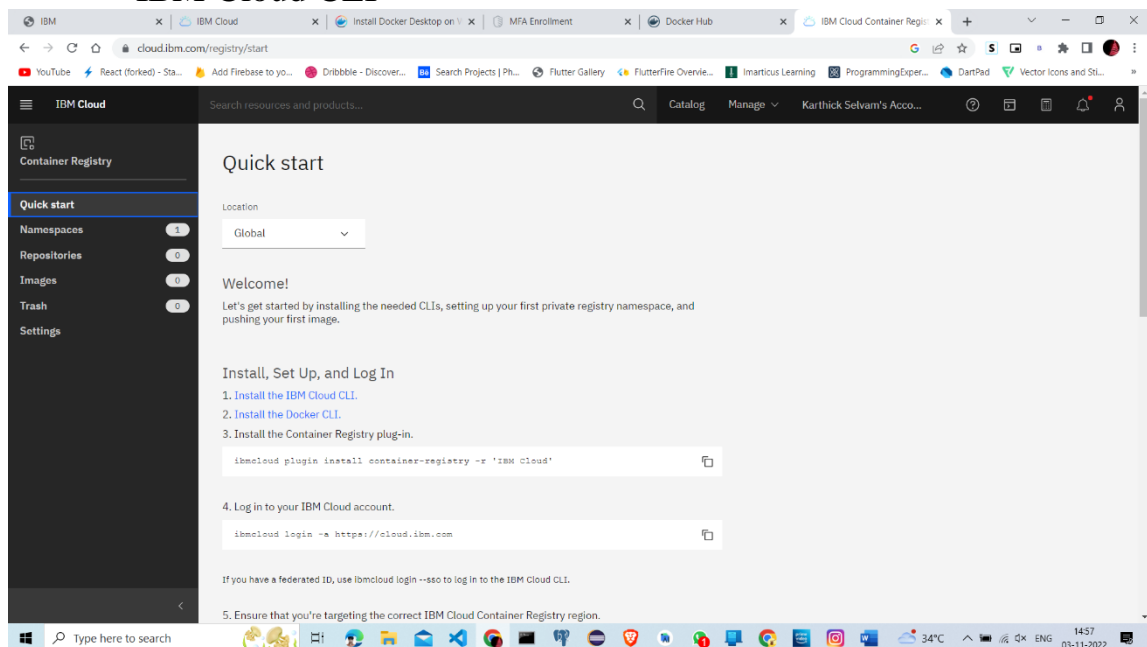 IBM Cloud CLI
IBM
IBM Cloud
Install Docker Desktop on
MFA Enrollment
Docker Hub
IBM Cloud Container Regis
cloud.ibm.com/registry/start
YouTube
React (forked) - Sta...
Add Firebase to yo...
Dribbble - Discover...
Search Projects | Ph...
Flutter Gallery
FlutterFire Overvie...
Imarticus Learning
ProgrammingExper...
DartPad
Vector Icons and Sti...
IBM Cloud
Search resources and products...
Catalog
Manage
Karthick Selvam's Acco...
Container Registry
Quick start
Namespaces 1
Repositories 0
Images 0
Trash 0
Settings
Quick start
Location
Global
Welcome!
Let's get started by installing the needed CLIs, setting up your first private registry namespace, and
pushing your first image.
Install, Set Up, and Log In
1. Install the IBM Cloud CLI.
2. Install the Docker CLI.
3. Install the Container Registry plug-in.
ibmcloud plugin install container-registry -r 'IBM Cloud'
4. Log in to your IBM Cloud account.
ibmcloud login -a https://cloud.ibm.com
If you have a federated ID, use ibmcloud login --sso to log in to the IBM Cloud CLI.
5. Ensure that you're targeting the correct IBM Cloud Container Registry region.
Type here to search
34°C
ENG
14:57
03-11-2022